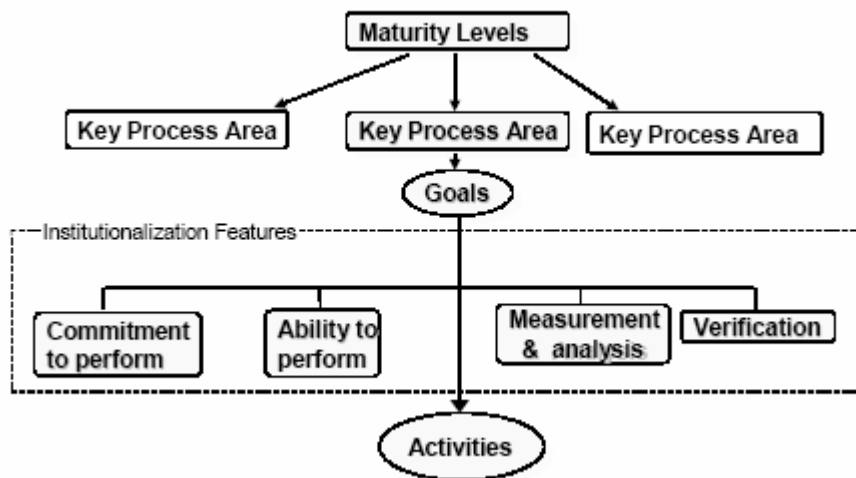 Maturity Levels
Key Process Area
Key Process Area
Key Process Area
Goals
Institutionalization Features
Commitment
to perform
Ability to
perform
Measurement
& analysis
Verification
Activities